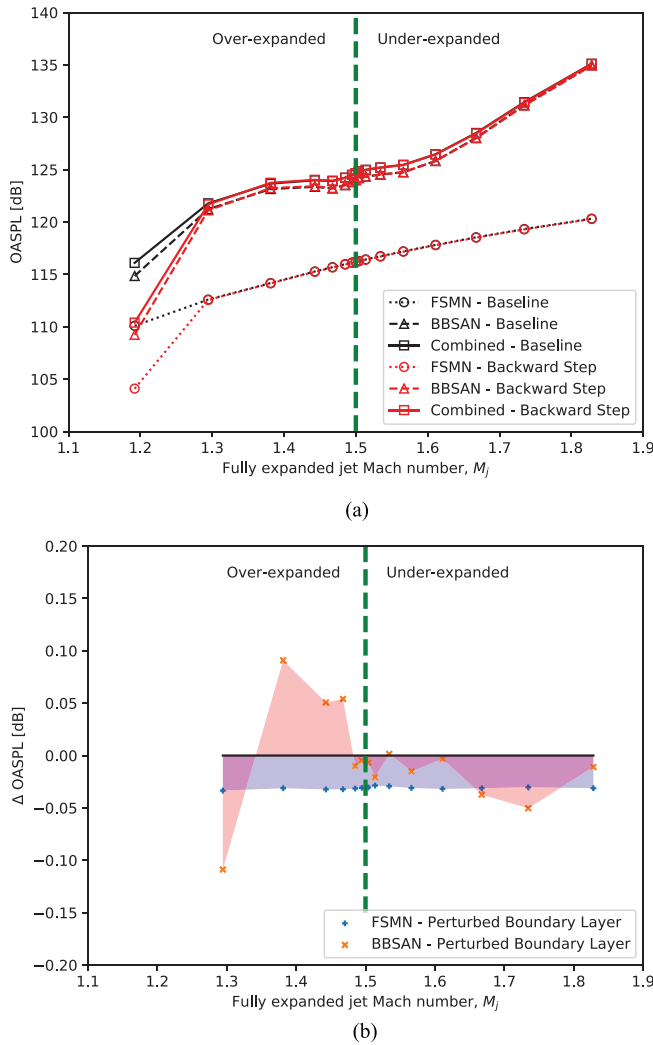 Over-expanded
Under-expanded
OASPL [dB]
135
130
125
120
115
110
105
100
FSMN - Baseline
BBSAN - Baseline
Combined - Baseline
FSMN - Backward Step
BBSAN - Backward Step
Combined - Backward Step
1.1 1.2 1.3 1.4 1.5 1.6 1.7 1.8 1.9
Fully expanded jet Mach number, Mj
(a)
Over-expanded
Under-expanded
Δ OASPL [dB]
0.20
0.15
0.10
0.05
0.00
−0.05
−0.10
−0.15
−0.20
FSMN - Perturbed Boundary Layer
BBSAN - Perturbed Boundary Layer
1.1 1.2 1.3 1.4 1.5 1.6 1.7 1.8 1.9
Fully expanded jet Mach number, Mj
(b)